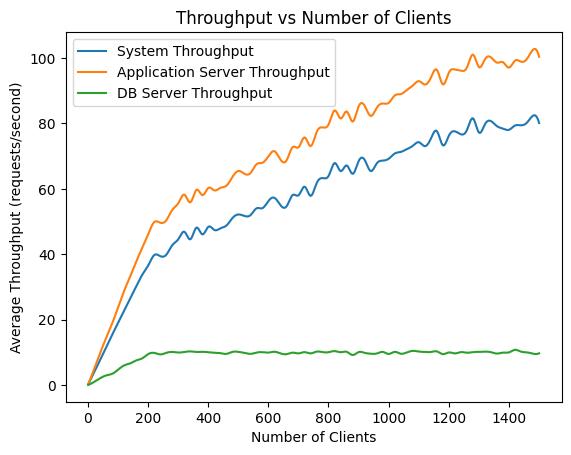 Throughput vs Number of Clients
System Throughput
Application Server Throughput
DB Server Throughput
Average Throughput (requests/second)
100
80
60
40
20
0
0 200 400 600 800 1000 1200 1400
Number of Clients